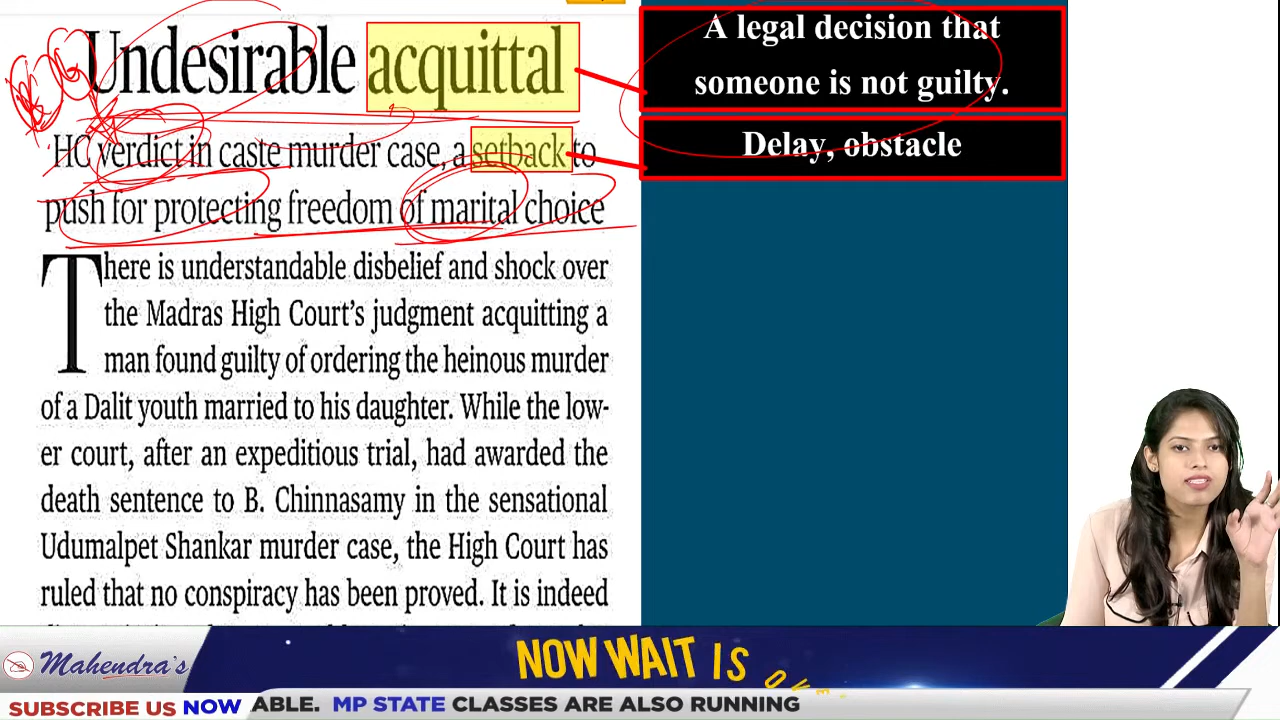 Undesirable acquittal
HC verdict in caste murder case, a setback to
push for protecting freedom of marital choice
There is understandable disbelief and shock over
the Madras High Court's judgment acquitting a
man found guilty of ordering the heinous murder
of a Dalit youth married to his daughter. While the low-
er court, after an expeditious trial, had awarded the
death sentence to B. Chinnasamy in the sensational
Udumalpet Shankar murder case, the High Court has
ruled that no conspiracy has been proved. It is indeed
A legal decision that
someone is not guilty.
Delay, obstacle
Mahendra's
NOW WAIT IS OVE
SUBSCRIBE US NOW ABLE. MP STATE CLASSES ARE ALSO RUNNING